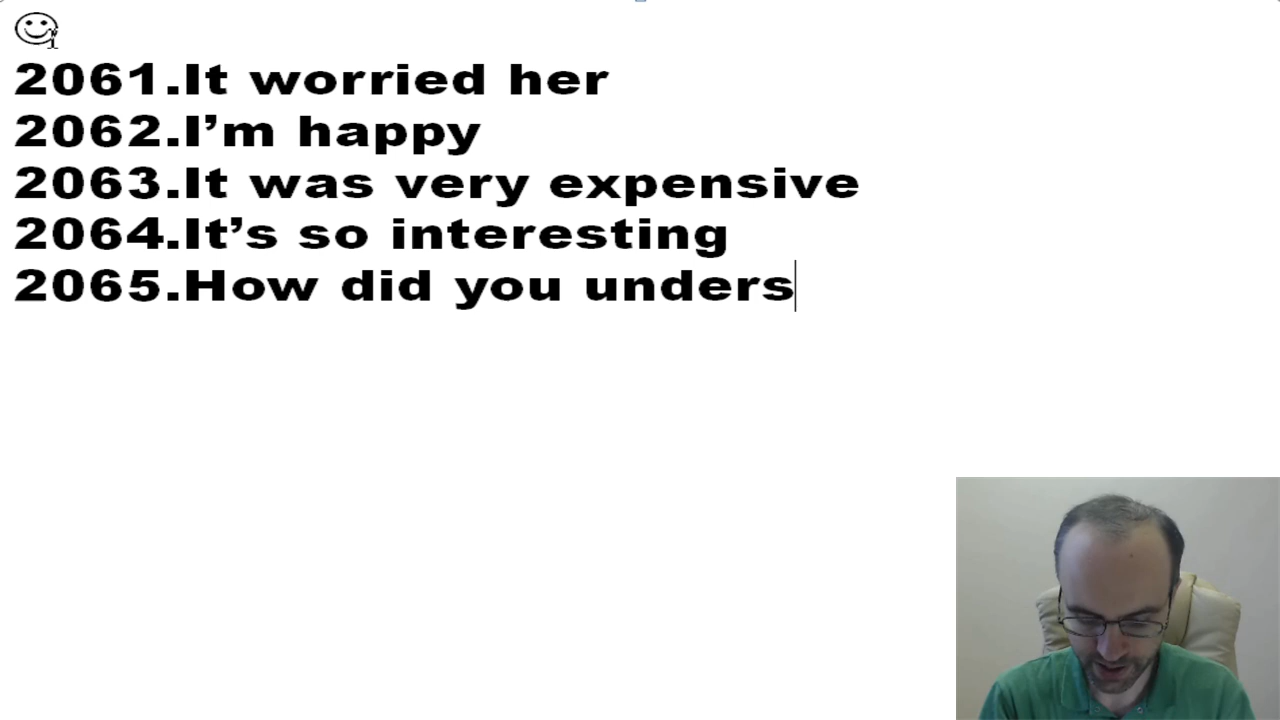 2061.It worried her
2062.I’m happy
2063.It was very expensive
2064.It’s so interesting
2065.How did you unders